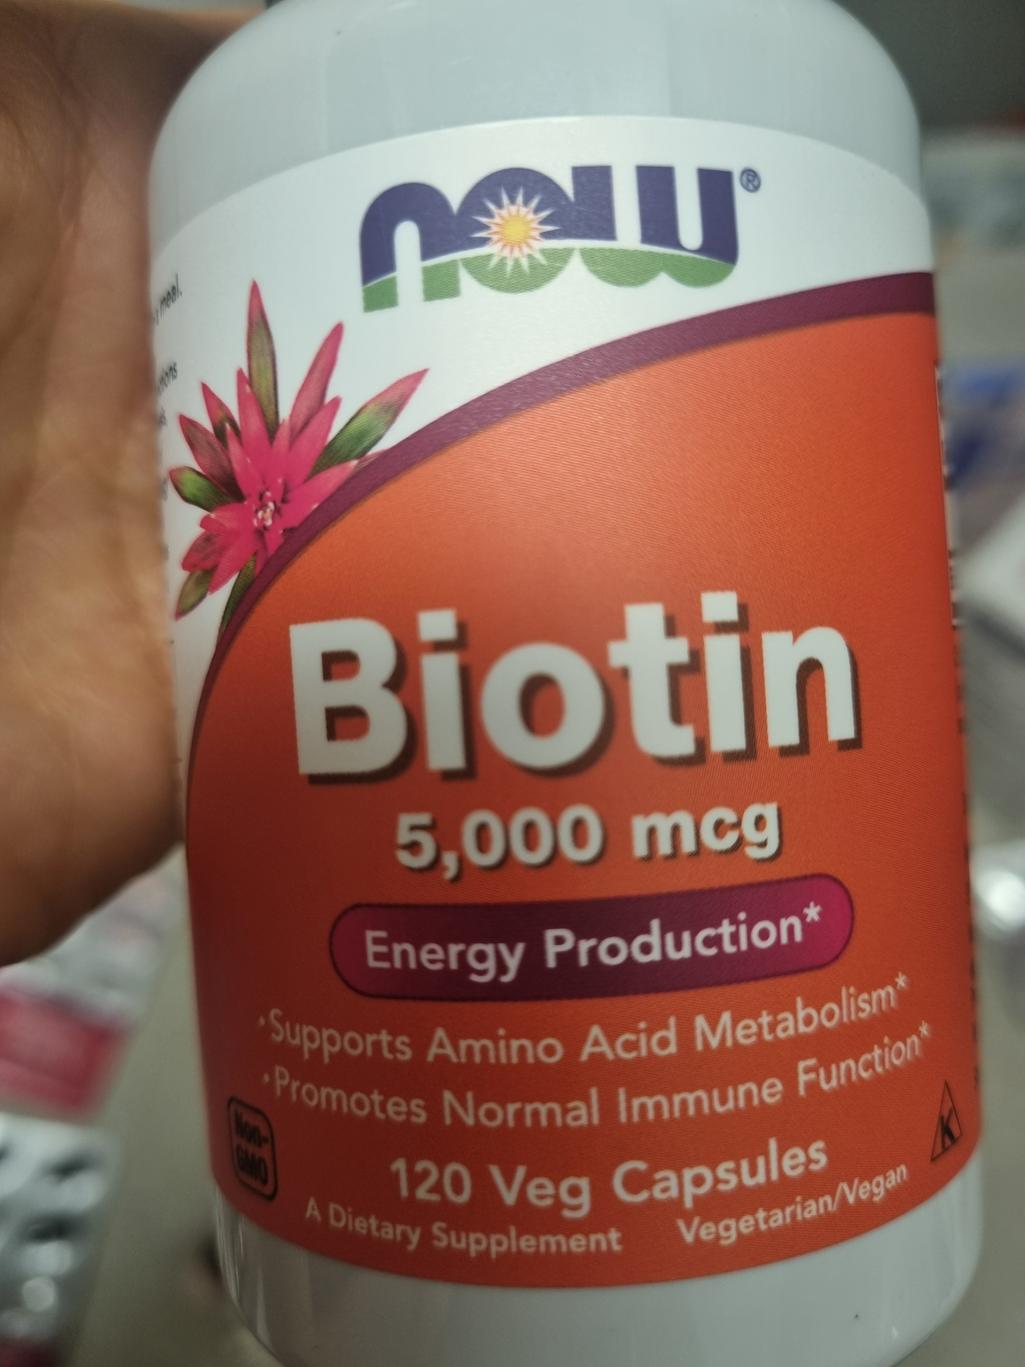 now®
a meal.
Biotin
5,000 mcg
Energy Production*
•Supports Amino Acid Metabolism*
•Promotes Normal Immune Function*
Non-
GMO
K
120 Veg Capsules
A Dietary Supplement Vegetarian/Vegan